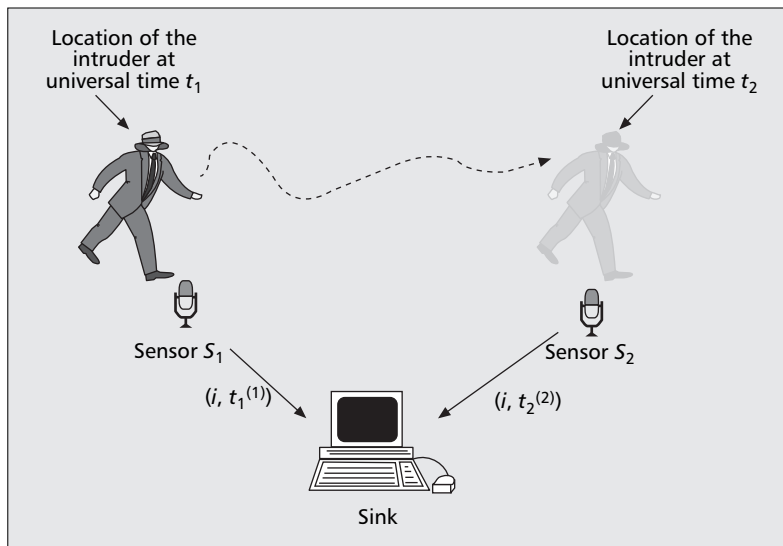 Location of the
intruder at
universal time t₁
Location of the
intruder at
universal time t₂
Sensor S₁
Sensor S₂
(i, t₁⁽¹⁾)
(i, t₂⁽²⁾)
Sink